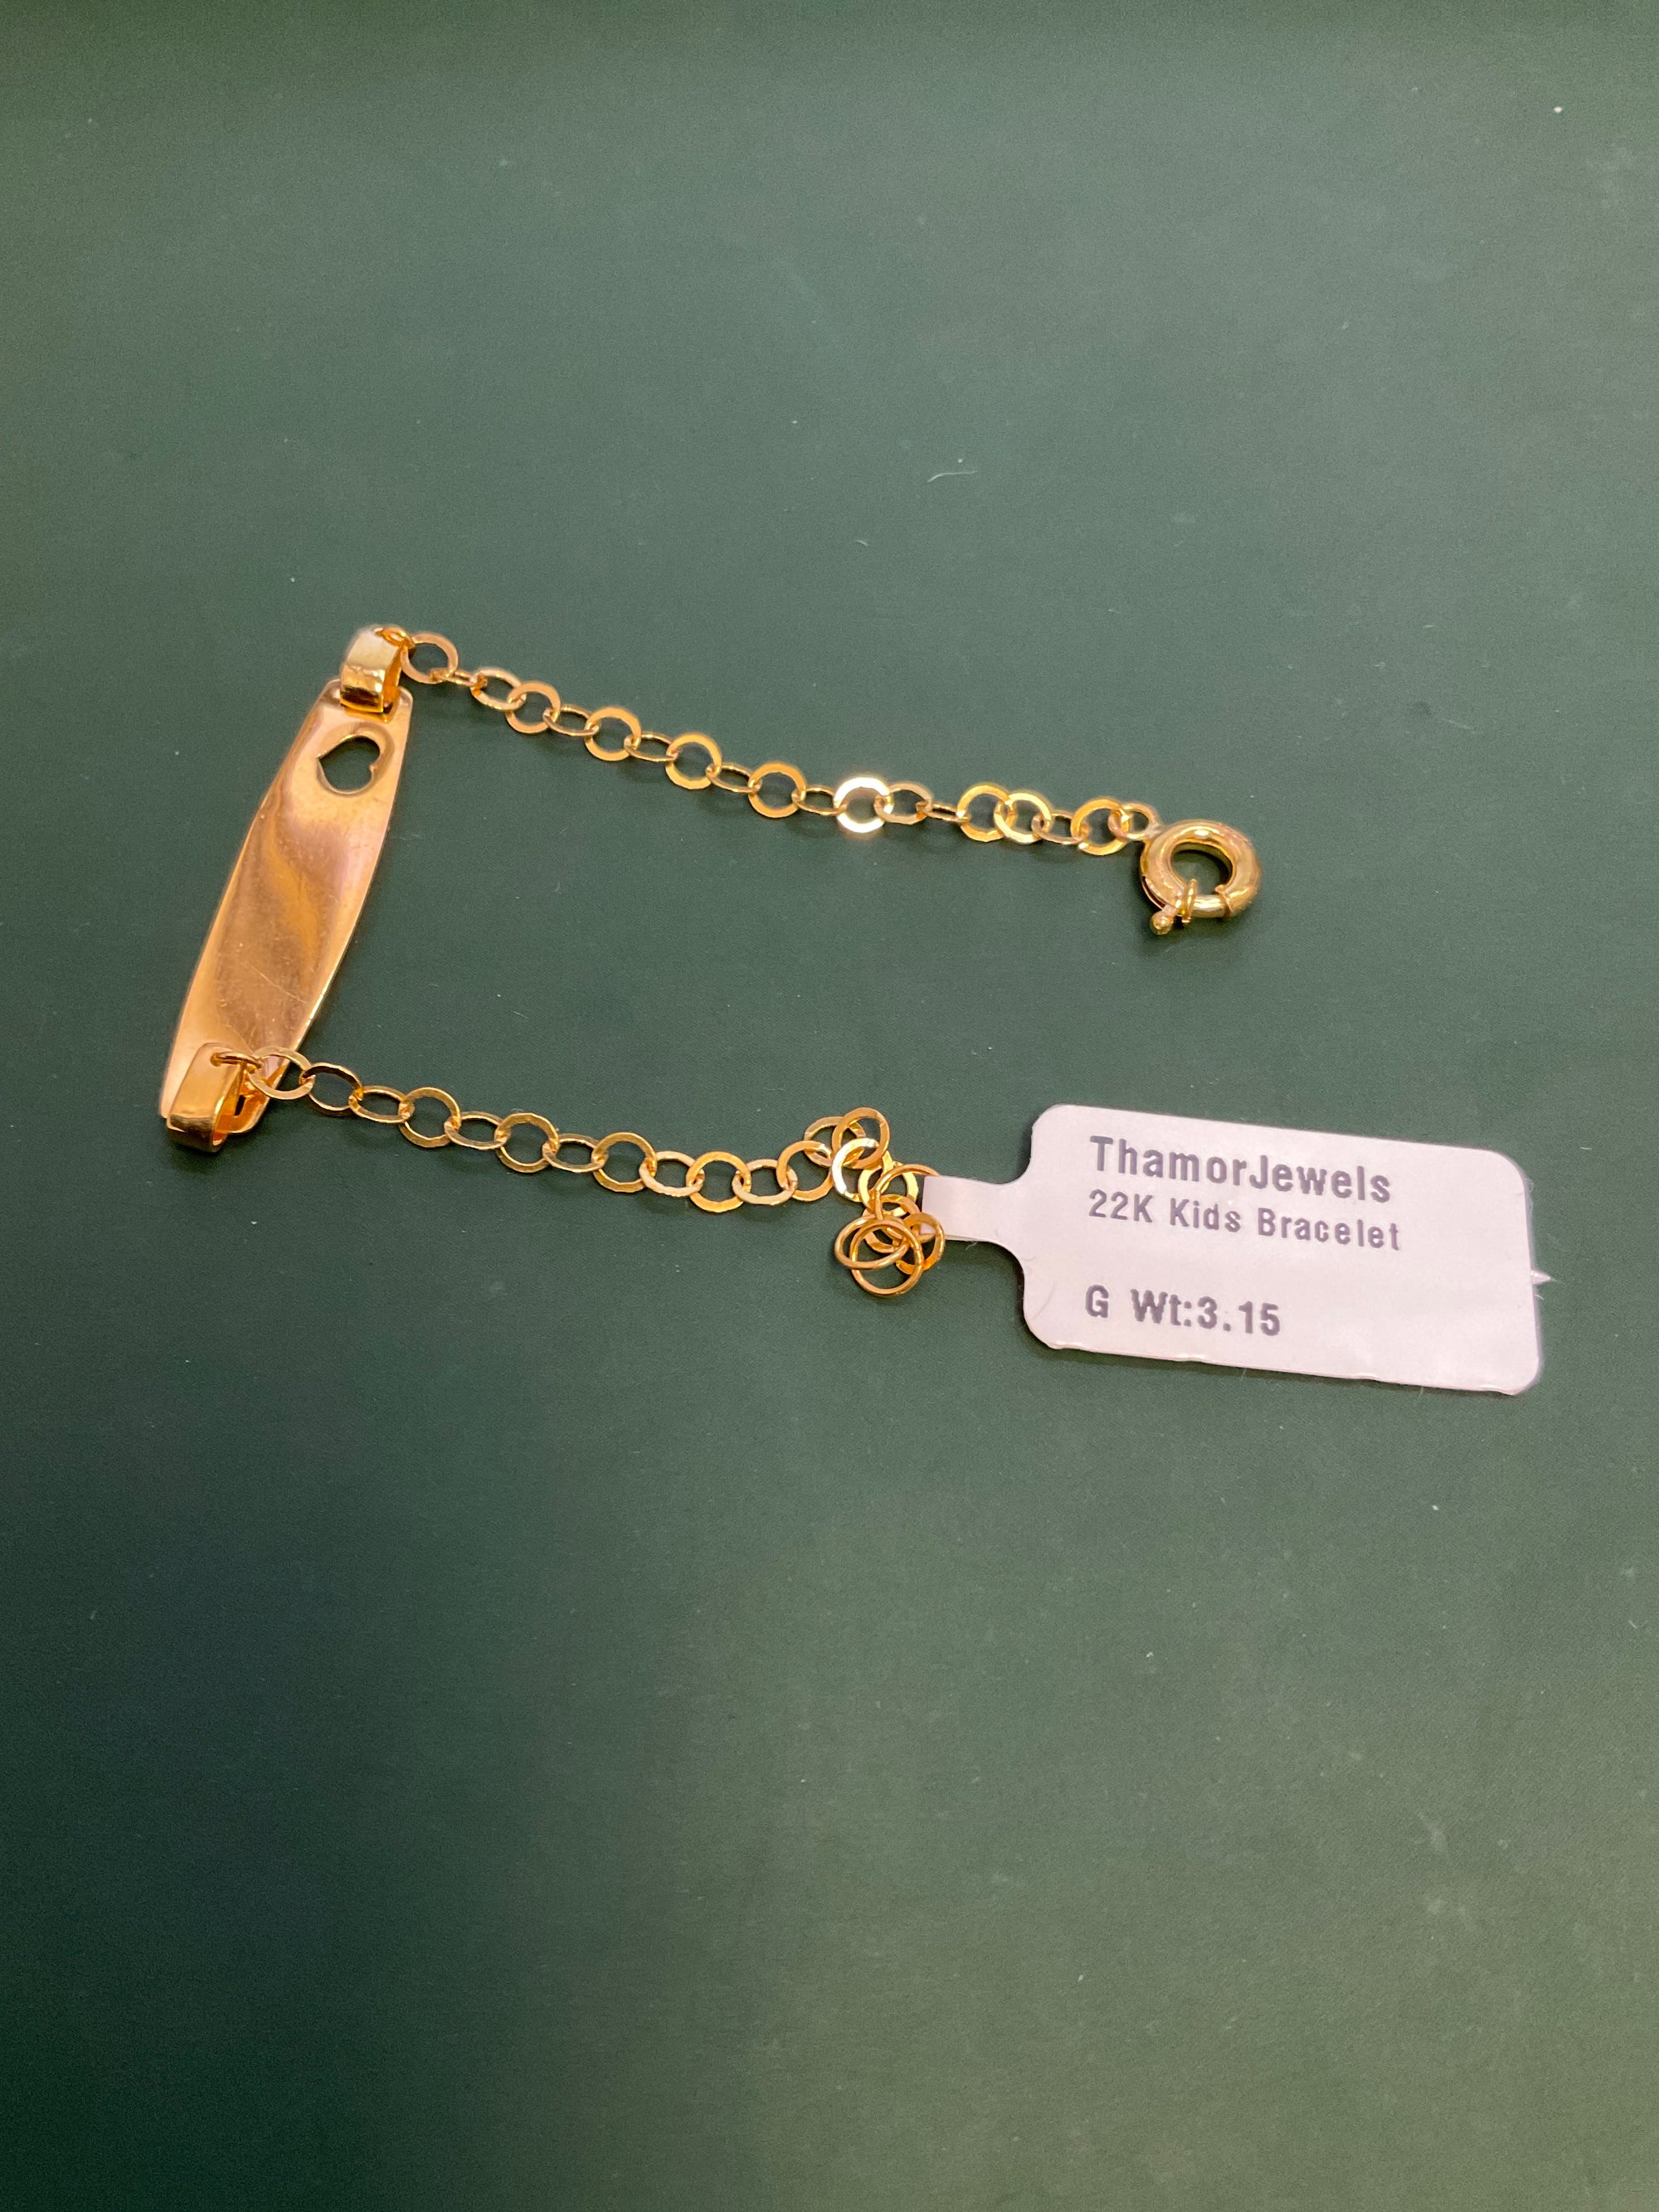 ThamorJewels
22K Kids Bracelet
G Wt:3.15